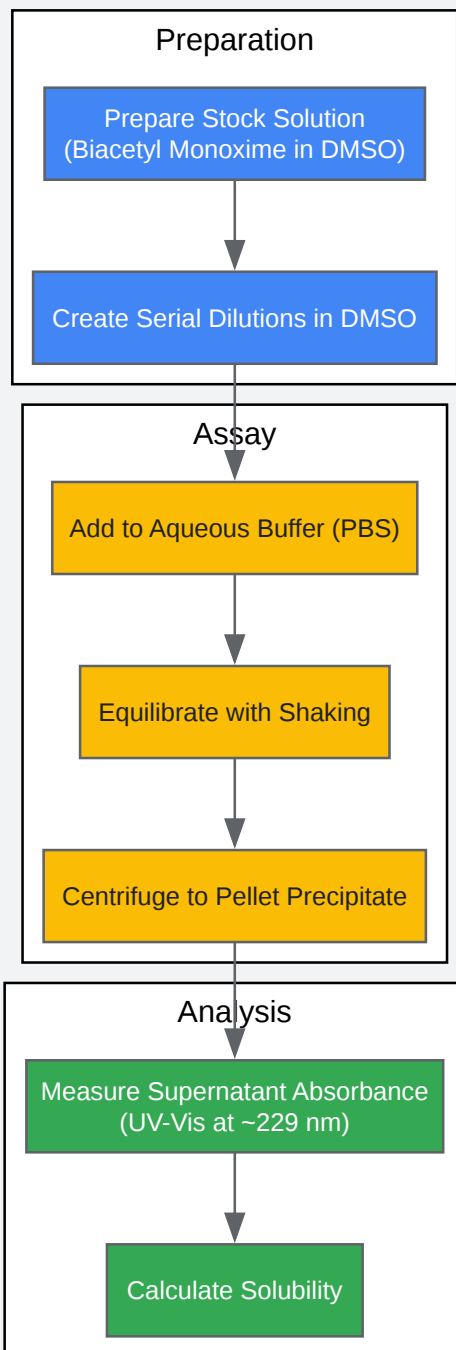 Preparation
Prepare Stock Solution
(Biacetyl Monoxime in DMSO)
Create Serial Dilutions in DMSO
Assay
Add to Aqueous Buffer (PBS)
Equilibrate with Shaking
Centrifuge to Pellet Precipitate
Analysis
Measure Supernatant Absorbance
(UV-Vis at ~229 nm)
Calculate Solubility